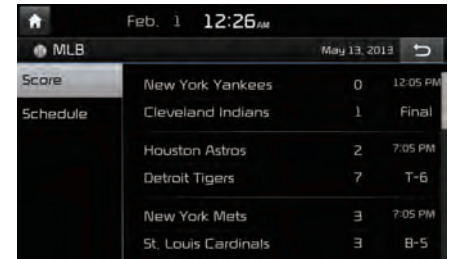 Feb. 1 12:26 AM
MLB May 13, 2013
Score
Schedule
New York Yankees 0 12:05 PM
Cleveland Indians 1 Final
Houston Astros 2 7:05 PM
Detroit Tigers 7 T-6
New York Mets 3 7:05 PM
St. Louis Cardinals 3 B-5